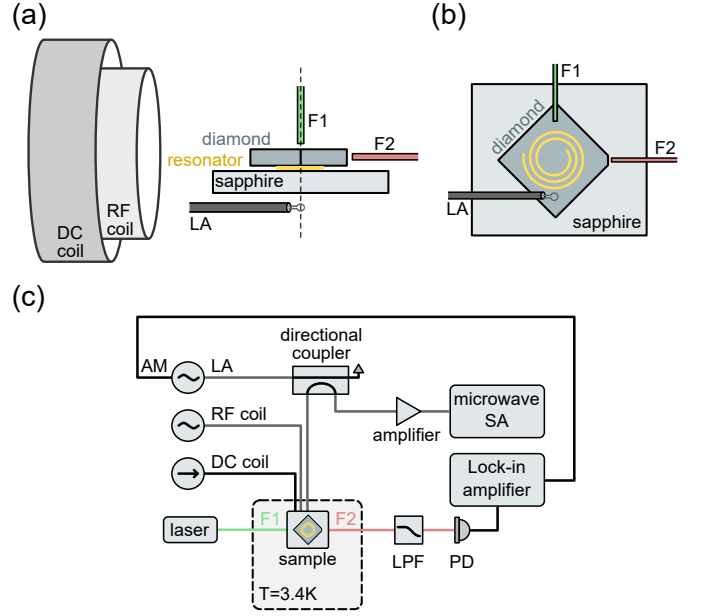 (a)
F1
diamond
F2
resonator
sapphire
RF
coil
DC
coil
LA
(b)
F1
diamond
F2
LA
sapphire
(c)
directional
coupler
AM
LA
RF coil
amplifier
microwave
SA
DC coil
Lock-in
amplifier
laser
F1
F2
sample
LPF
PD
T=3.4K